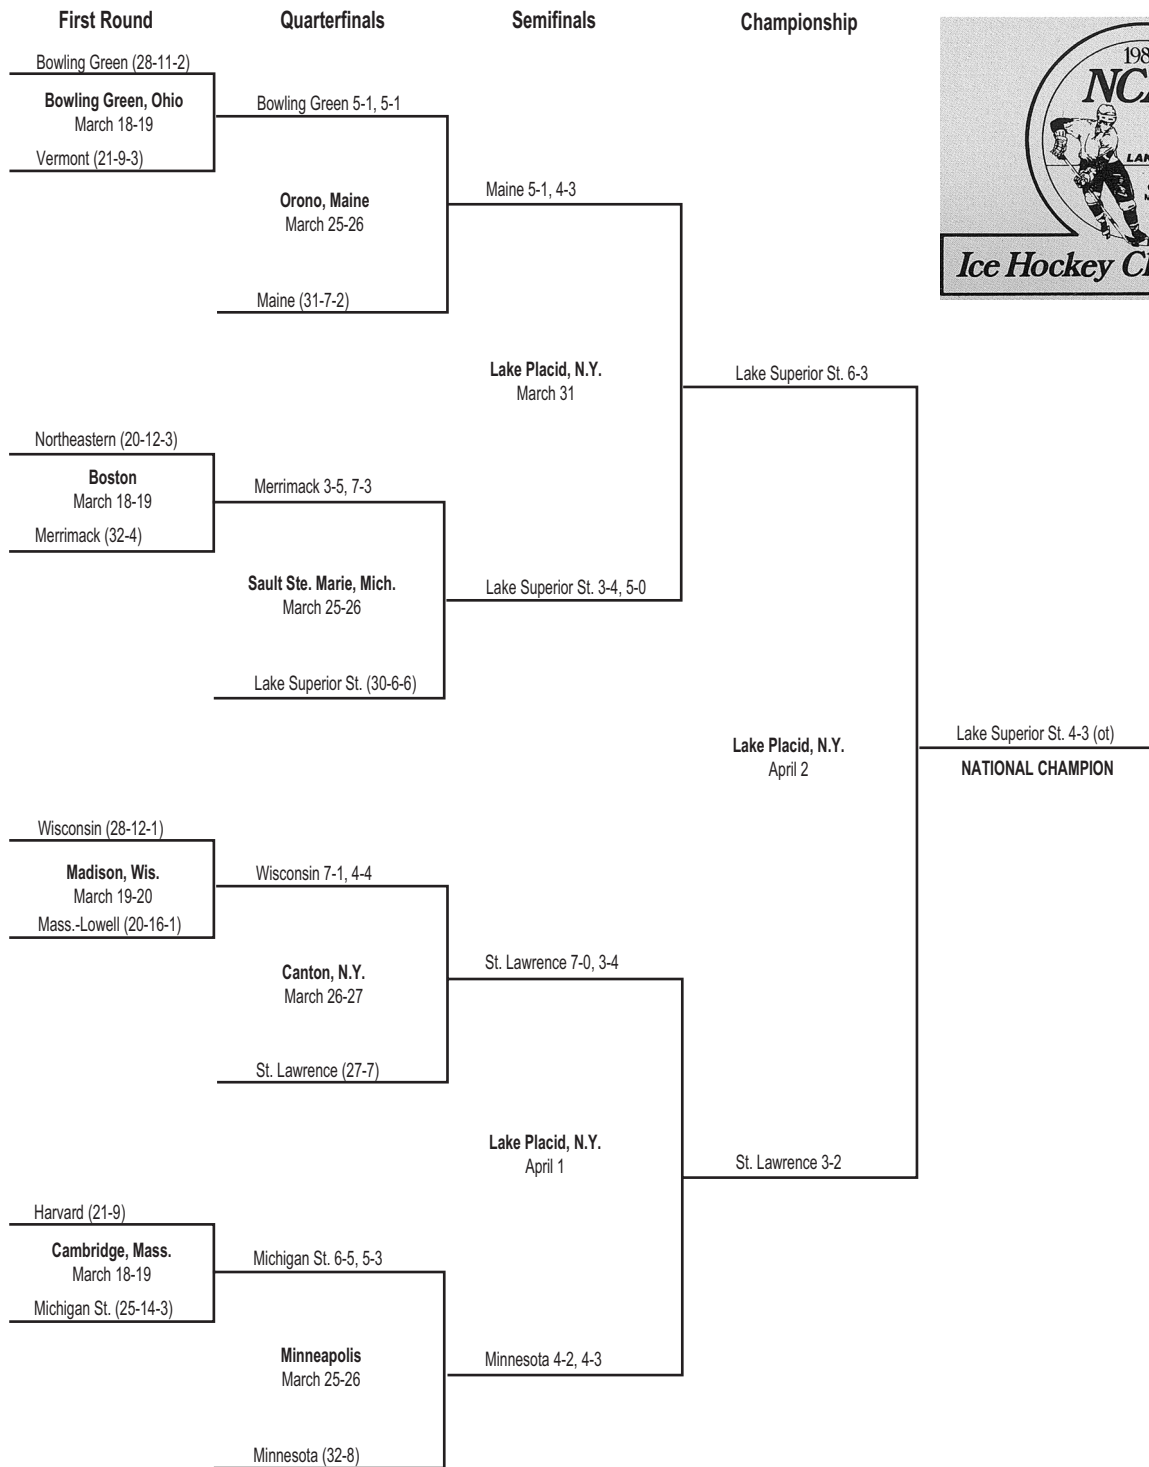 First Round
Quarterfinals
Semifinals
Championship
Bowling Green (28-11-2)
Bowling Green, Ohio
March 18-19
Vermont (21-9-3)
Bowling Green 5-1, 5-1
Orono, Maine
March 25-26
Maine (31-7-2)
Maine 5-1, 4-3
Lake Placid, N.Y.
March 31
Northeastern (20-12-3)
Boston
March 18-19
Merrimack (32-4)
Merrimack 3-5, 7-3
Sault Ste. Marie, Mich.
March 25-26
Lake Superior St. (30-6-6)
Lake Superior St. 3-4, 5-0
Lake Superior St. 6-3
Lake Placid, N.Y.
April 2
Lake Superior St. 4-3 (ot)
NATIONAL CHAMPION
Wisconsin (28-12-1)
Madison, Wis.
March 19-20
Mass.-Lowell (20-16-1)
Wisconsin 7-1, 4-4
Canton, N.Y.
March 26-27
St. Lawrence (27-7)
St. Lawrence 7-0, 3-4
Lake Placid, N.Y.
April 1
St. Lawrence 3-2
Harvard (21-9)
Cambridge, Mass.
March 18-19
Michigan St. (25-14-3)
Michigan St. 6-5, 5-3
Minneapolis
March 25-26
Minnesota (32-8)
Minnesota 4-2, 4-3
198
NC
LAK
Ice Hockey C